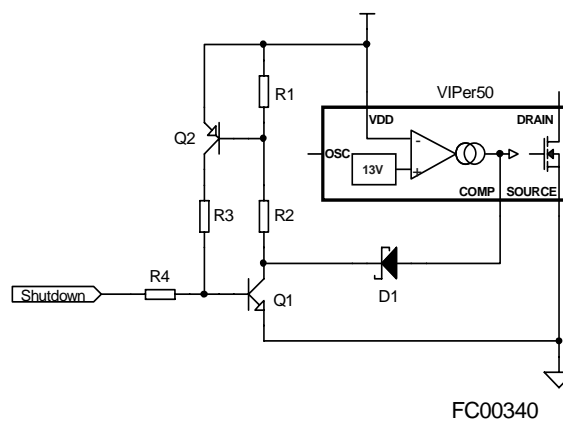 VIPer50
R1
VDD
DRAIN
Q2
-
OSC
13V
+
COMP
SOURCE
R3
R2
D1
R4
Shutdown
Q1
FC00340